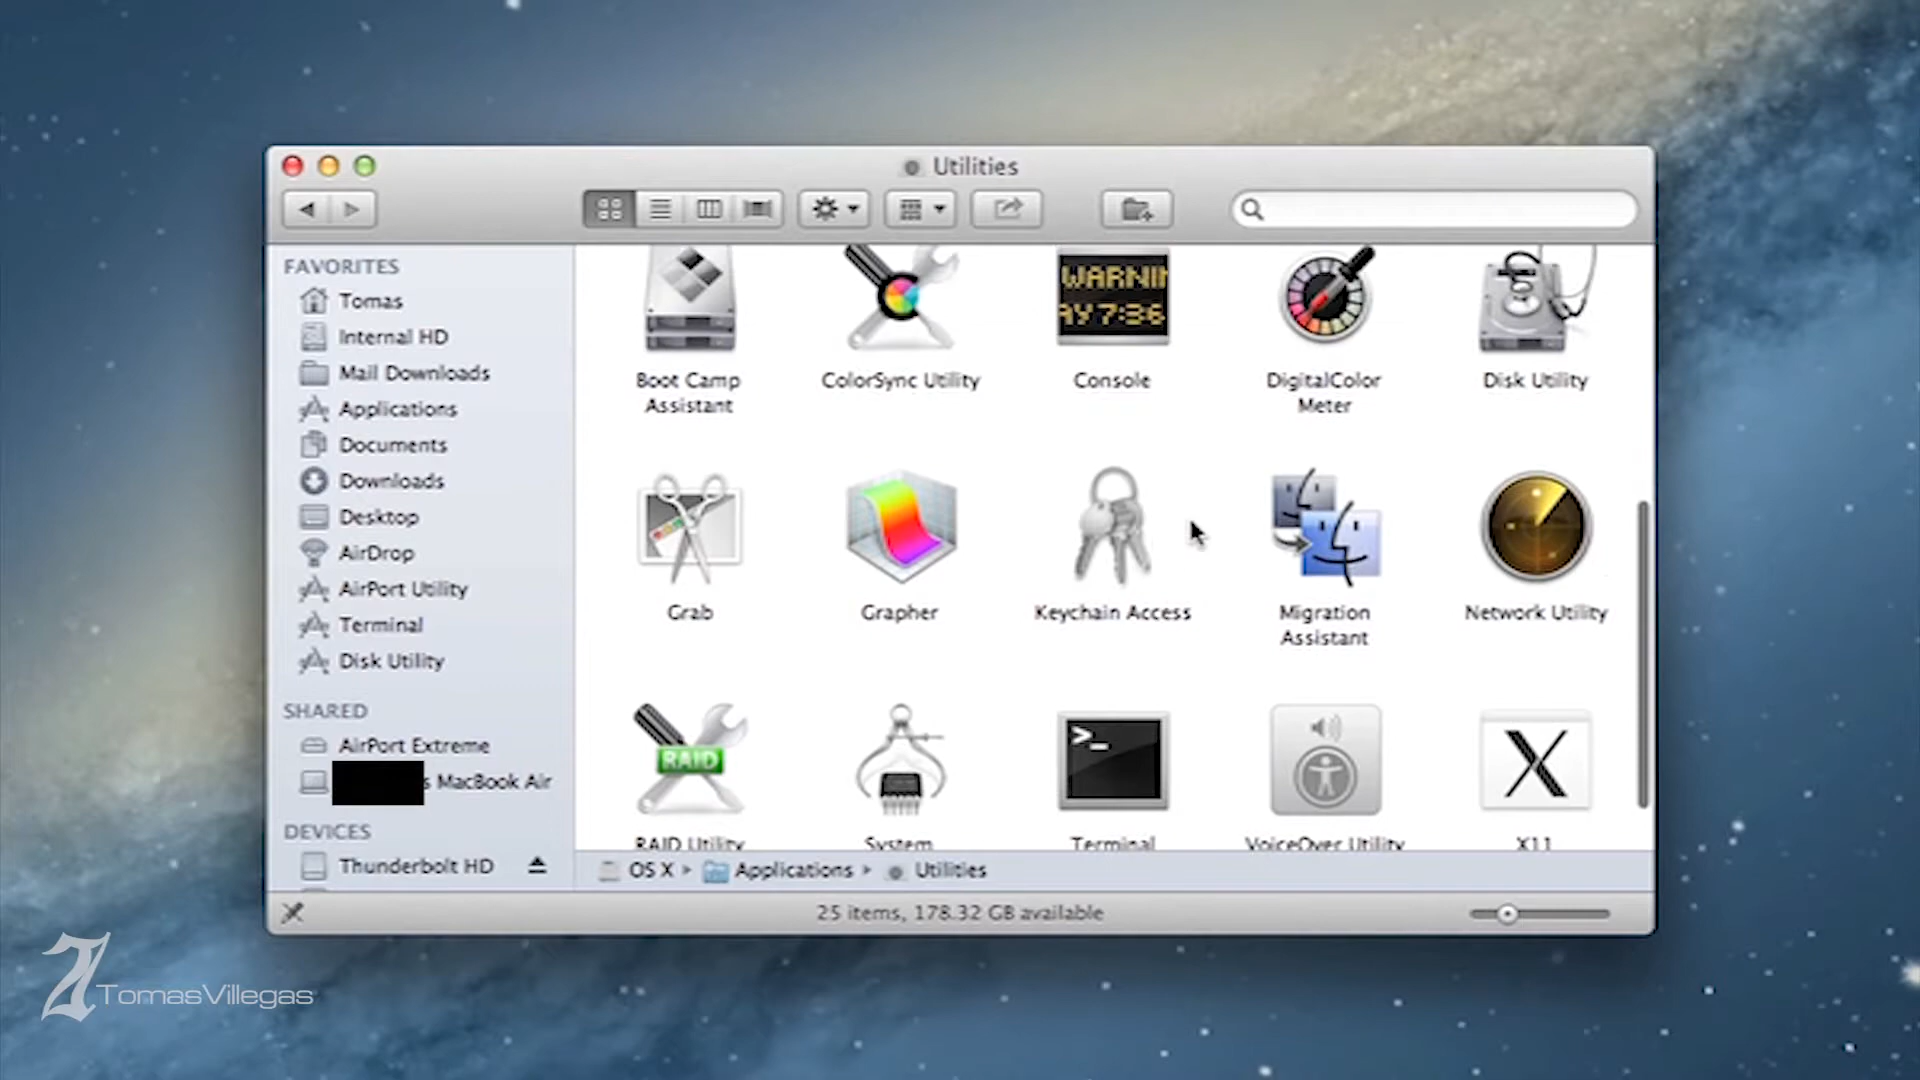 Utilities
FAVORITES
Tomas
Internal HD
Mail Downloads
Applications
Documents
Downloads
Desktop
AirDrop
AirPort Utility
Terminal
Disk Utility
SHARED
AirPort Extreme
s MacBook Air
DEVICES
Thunderbolt HD
WARNIN
AY 7:36
Boot Camp
Assistant
ColorSync Utility
Console
DigitalColor
Meter
Disk Utility
Grab
Grapher
Keychain Access
Migration
Assistant
Network Utility
RAID
>_
X
RAID Utility
System
Terminal
VoiceOver Utility
X11
OS X
Applications
Utilities
25 items, 178.32 GB available
TomasVillegas